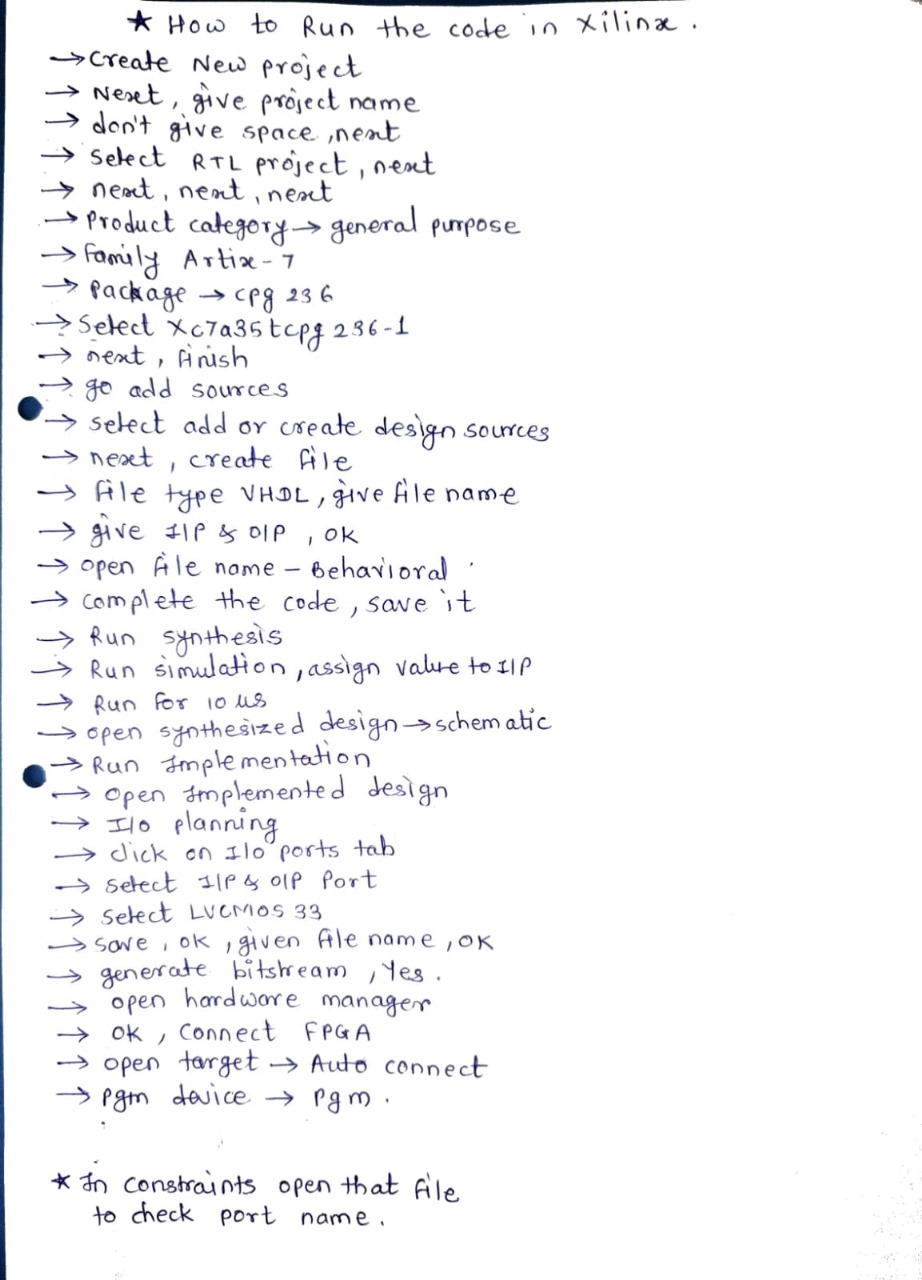 ★ How to Run the code in Xilinx.
→ Create New project
→ Next, give project name
→ don't give space, next
→ Select RTL project, next
→ next, next, next
→ Product category → general purpose
→ Family Artix-7
→ Package → cpg 236
→ Select Xc7a35tcpg 236-1
→ next, finish
→ go add sources
→ select add or create design sources
→ next, create file
→ file type VHDL, give file name
→ give I/P & O/P, OK
→ open file name - Behavioral
→ complete the code, save it
→ Run synthesis
→ Run simulation, assign value to I/P
→ Run for 10 us
→ open synthesized design → schematic
→ Run Implementation
→ Open Implemented design
→ I/O planning
→ click on I/O ports tab
→ Select I/P & O/P Port
→ Select LVCMOS 33
→ save, ok, given file name, OK
→ generate bitstream, Yes.
→ open hardware manager
→ OK, Connect FPGA
→ open target → Auto connect
→ Pgm device → Pgm.
★ In constraints open that file
to check port name.